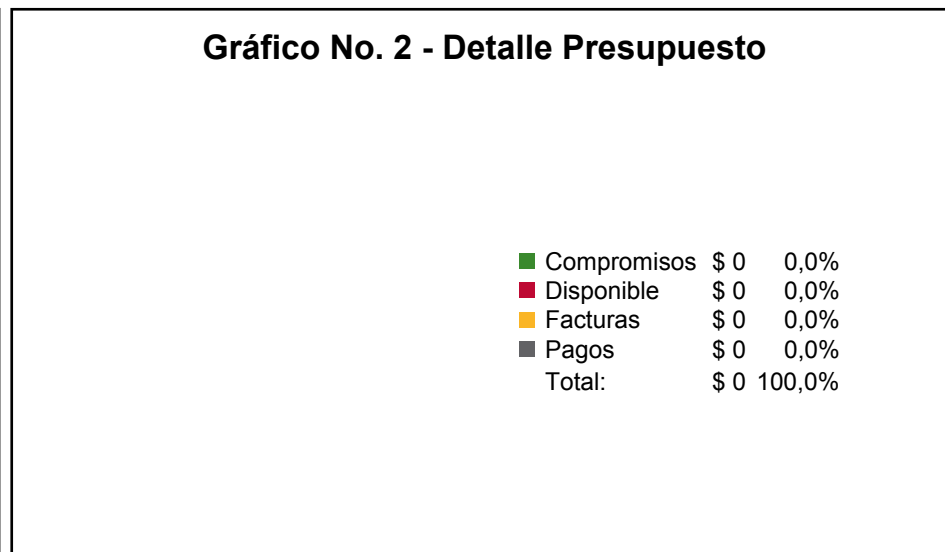 Gráfico No. 2 - Detalle Presupuesto
Compromisos $ 0 0,0%
Disponible $ 0 0,0%
Facturas $ 0 0,0%
Pagos $ 0 0,0%
Total: $ 0 100,0%